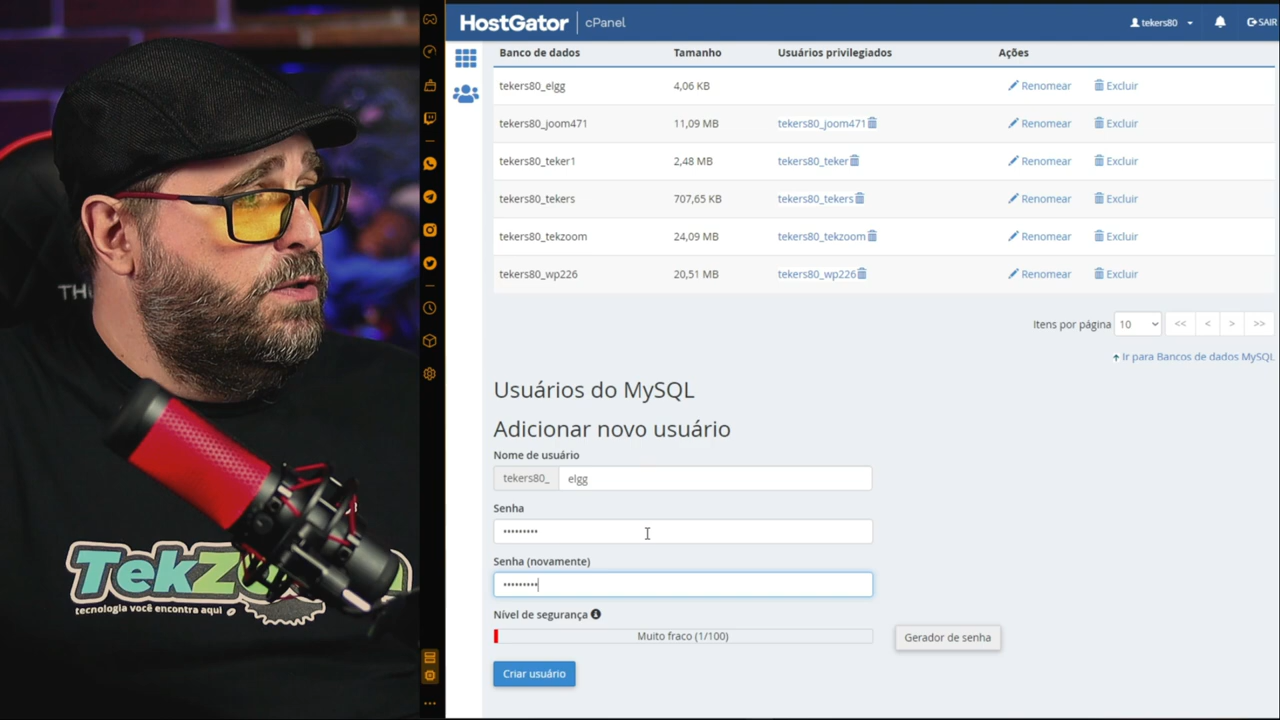 HostGator cPanel tekers80 SAIR
Banco de dados Tamanho Usuários privilegiados Ações
tekers80_elgg 4,06 KB Renomear Excluir
tekers80_joom471 11,09 MB tekers80_joom471 Renomear Excluir
tekers80_teker1 2,48 MB tekers80_teker Renomear Excluir
tekers80_tekers 707,65 KB tekers80_tekers Renomear Excluir
tekers80_tekzoom 24,09 MB tekers80_tekzoom Renomear Excluir
tekers80_wp226 20,51 MB tekers80_wp226 Renomear Excluir
Itens por página 10 << < > >>
Ir para Bancos de dados MySQL
Usuários do MySQL
Adicionar novo usuário
Nome de usuário
tekers80_ elgg
Senha
•••••••••
Senha (novamente)
•••••••••
Nível de segurança
Muito fraco (1/100)
Gerador de senha
Criar usuário
tecnologia você encontra aqui